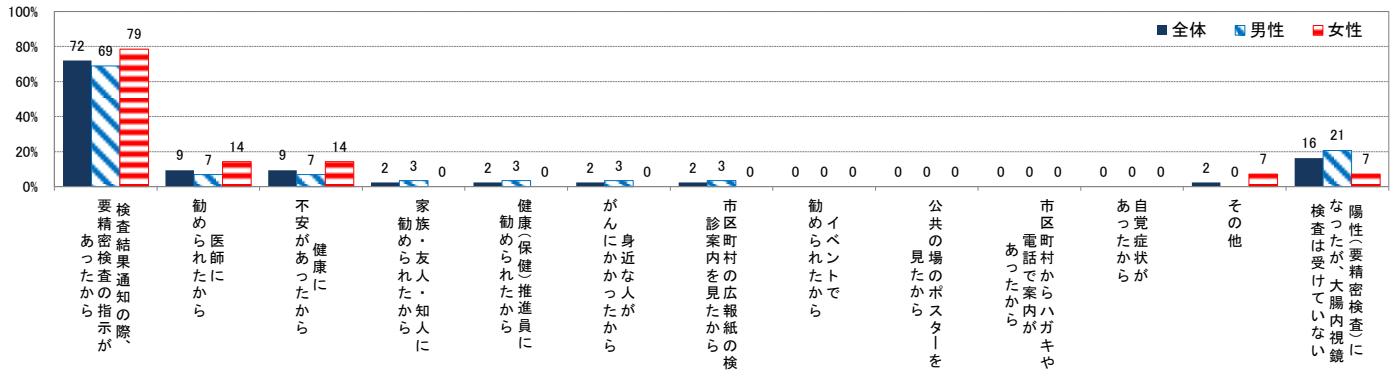 100%
80%
60%
40%
20%
0%
全体 男性 女性
72 69 79
9 7 14
9 7 14
2 3 0
2 3 0
2 3 0
2 3 0
0 0 0
0 0 0
0 0 0
0 0 0
2 0 7
16 21 7
検査結果通知の際、
要精密検査の指示が
あったから
医師に
勧められたから
健康に
不安があったから
家族・友人・知人に
勧められたから
健康(保健)推進員に
勧められたから
身近な人が
がんにかかったから
市区町村の広報紙の検
診案内を見たから
イベントで
勧められたから
公共の場のポスターを
見たから
市区町村からハガキや
電話で案内が
あったから
自覚症状が
あったから
その他
陽性(要精密検査)に
なったが、大腸内視鏡
検査は受けていない